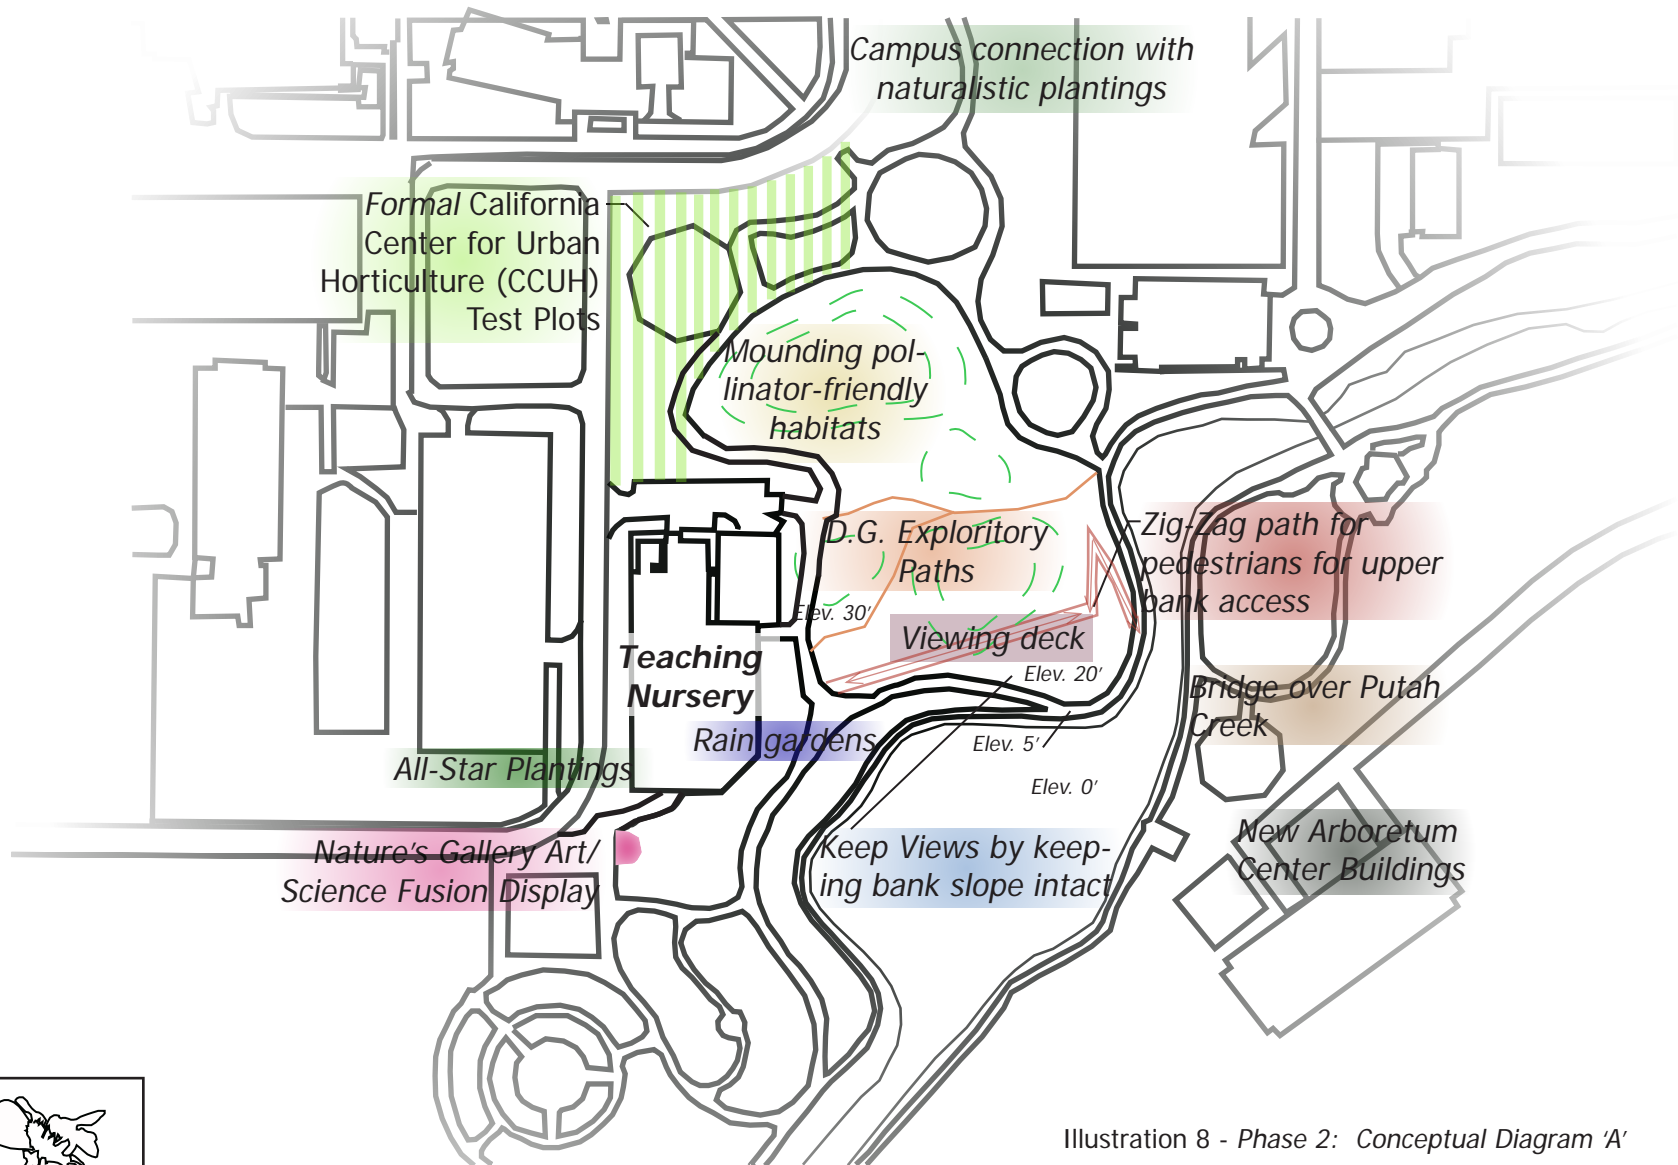 Campus connection with
naturalistic plantings
Formal California
Center for Urban
Horticulture (CCUH)
Test Plots
Mounding pol-
linator-friendly
habitats
D.G. Exploritory
Paths
Zig-Zag path for
pedestrians for upper
bank access
Elev. 30'
Viewing deck
Elev. 20'
Teaching
Nursery
Bridge over Putah
Creek
Rain gardens
Elev. 5'
All-Star Plantings
Elev. 0'
Nature's Gallery Art/
Science Fusion Display
Keep Views by keep-
ing bank slope intact
New Arboretum
Center Buildings
Illustration 8 - Phase 2: Conceptual Diagram 'A'